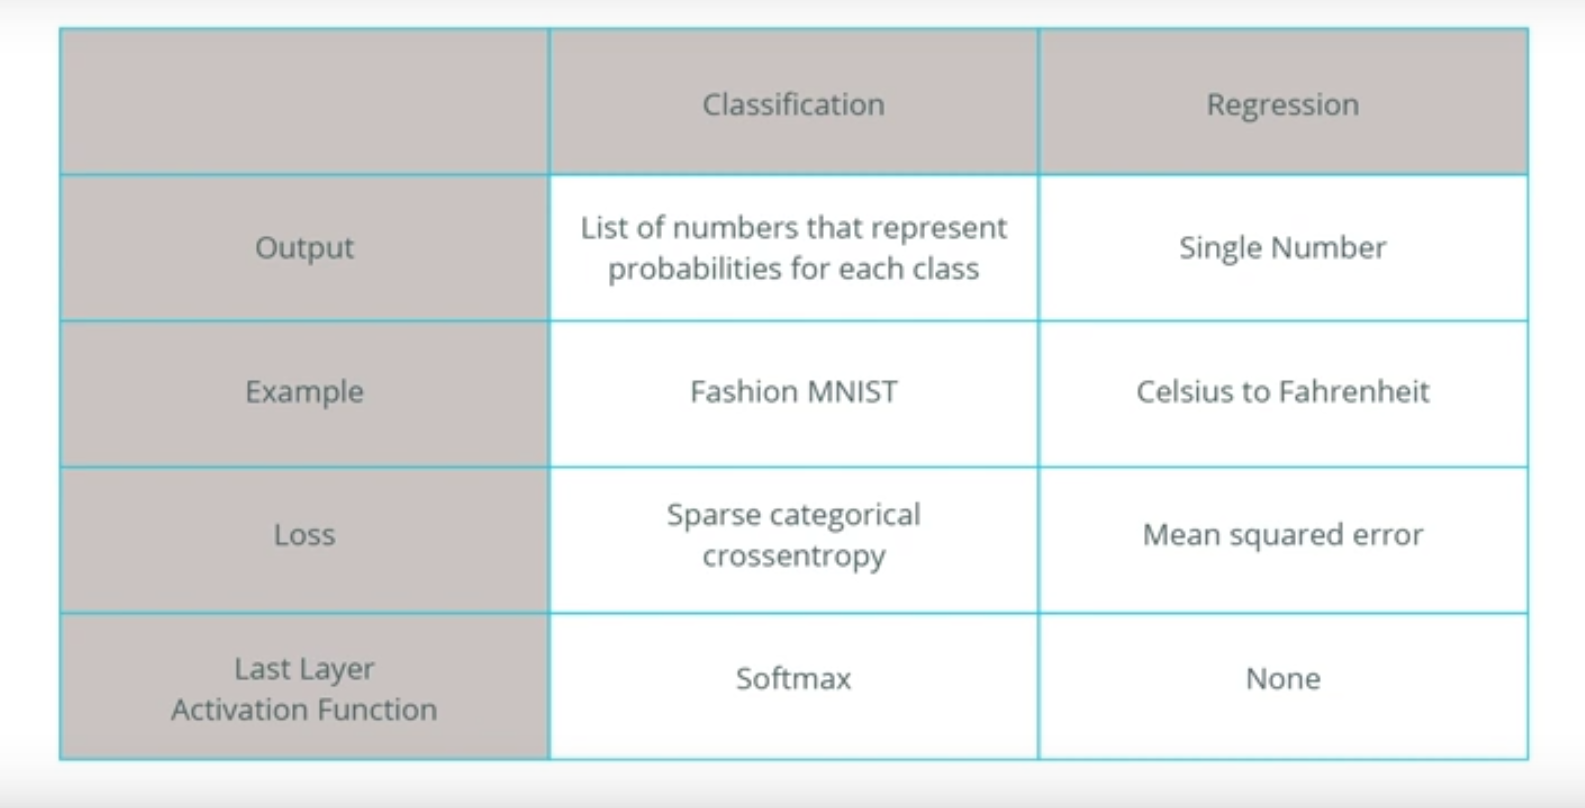 Classification
Regression
Output
List of numbers that represent
probabilities for each class
Single Number
Example
Fashion MNIST
Celsius to Fahrenheit
Loss
Sparse categorical
crossentropy
Mean squared error
Last Layer
Activation Function
Softmax
None